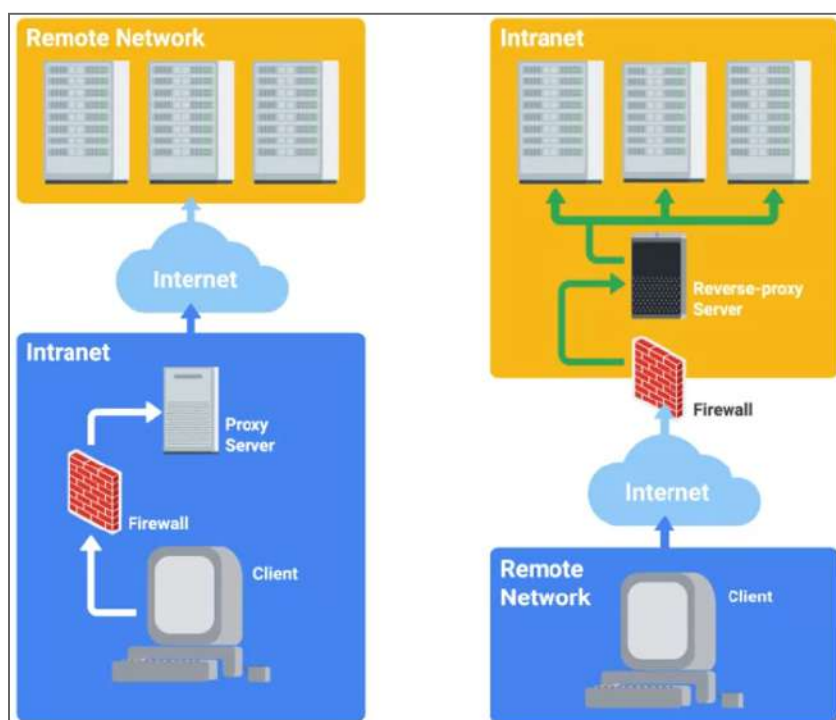 Remote Network
Internet
Intranet
Proxy
Server
Firewall
Client
Intranet
Reverse-proxy
Server
Firewall
Internet
Remote
Network
Client